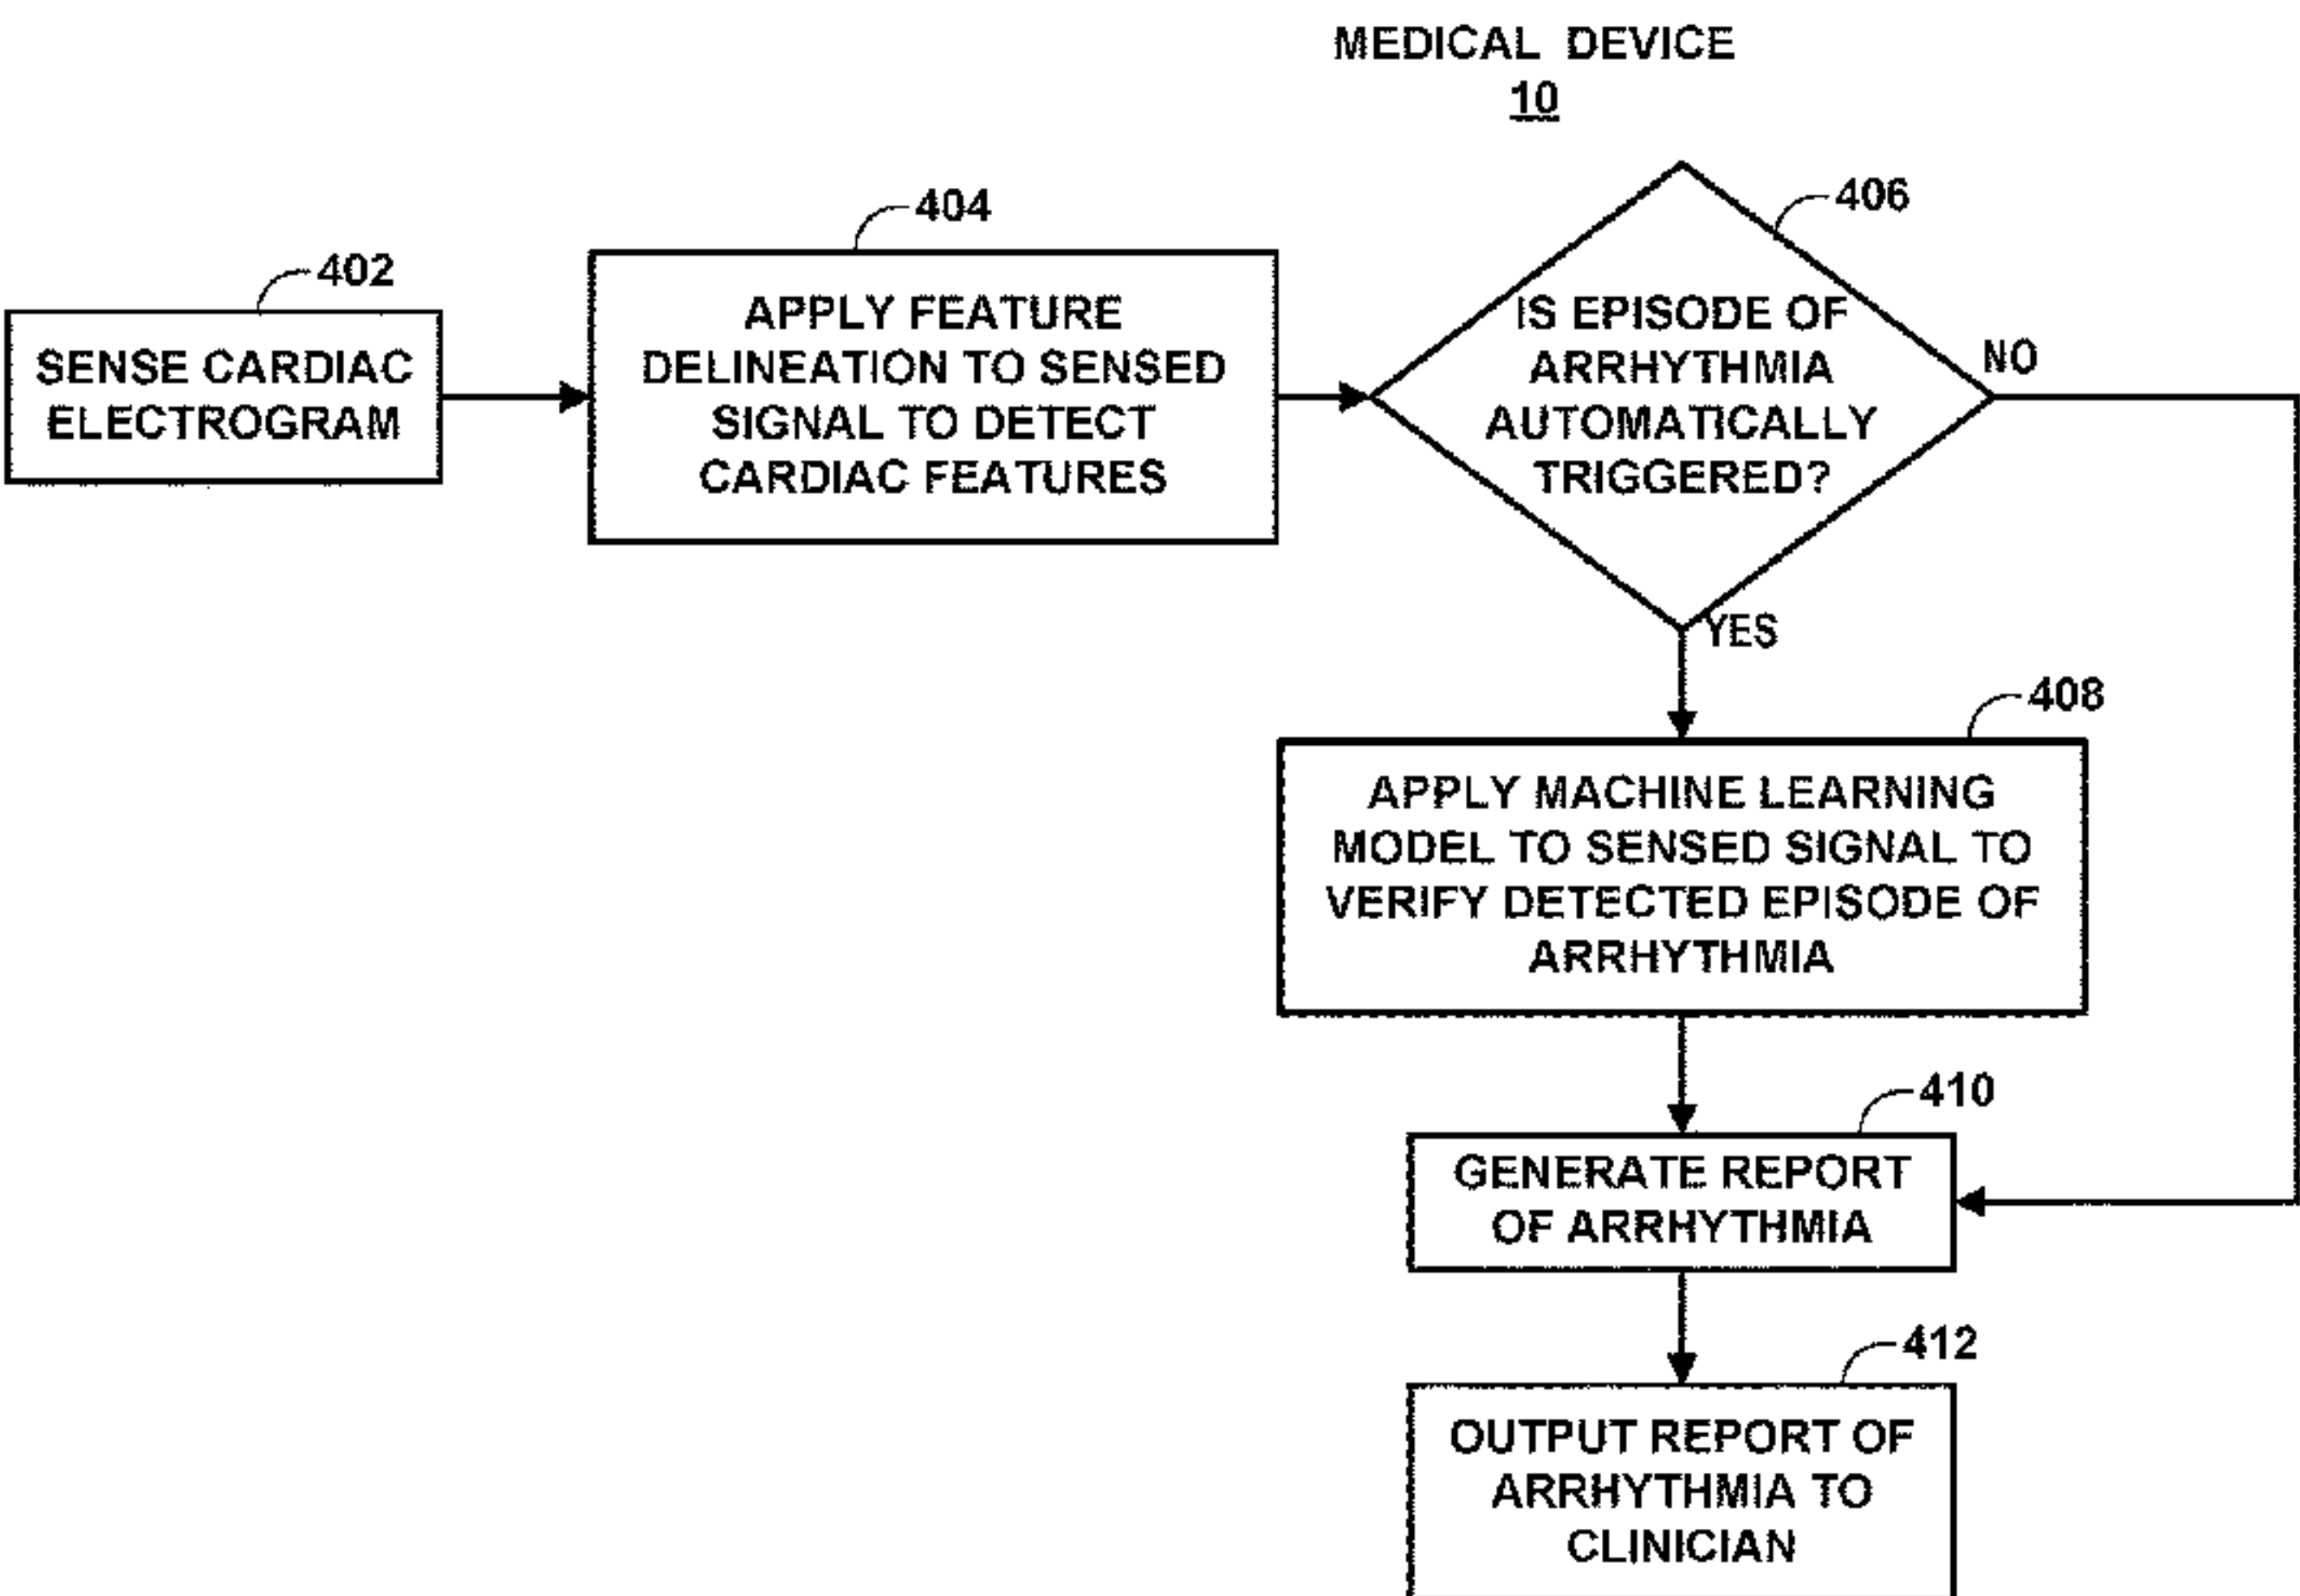 MEDICAL DEVICE
10
402
SENSE CARDIAC
ELECTROGRAM
404
APPLY FEATURE
DELINEATION TO SENSED
SIGNAL TO DETECT
CARDIAC FEATURES
406
IS EPISODE OF
ARRHYTHMIA
AUTOMATICALLY
TRIGGERED?
NO
YES
408
APPLY MACHINE LEARNING
MODEL TO SENSED SIGNAL TO
VERIFY DETECTED EPISODE OF
ARRHYTHMIA
410
GENERATE REPORT
OF ARRHYTHMIA
412
OUTPUT REPORT OF
ARRHYTHMIA TO
CLINICIAN